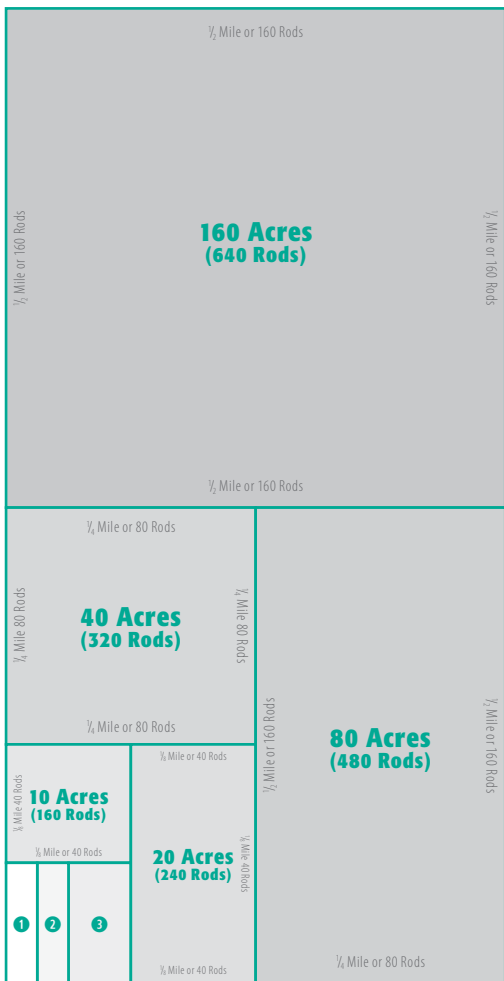 ½ Mile or 160 Rods
½ Mile or 160 Rods
160 Acres
(640 Rods)
½ Mile or 160 Rods
½ Mile or 160 Rods
¼ Mile or 80 Rods
¼ Mile 80 Rods
40 Acres
(320 Rods)
¼ Mile 80 Rods
¼ Mile or 80 Rods
½ Mile or 160 Rods
80 Acres
(480 Rods)
½ Mile or 160 Rods
¼ Mile or 80 Rods
⅛ Mile 40 Rods
10 Acres
(160 Rods)
⅛ Mile or 40 Rods
⅛ Mile or 40 Rods
20 Acres
(240 Rods)
⅛ Mile 40 Rods
⅛ Mile or 40 Rods
1
2
3